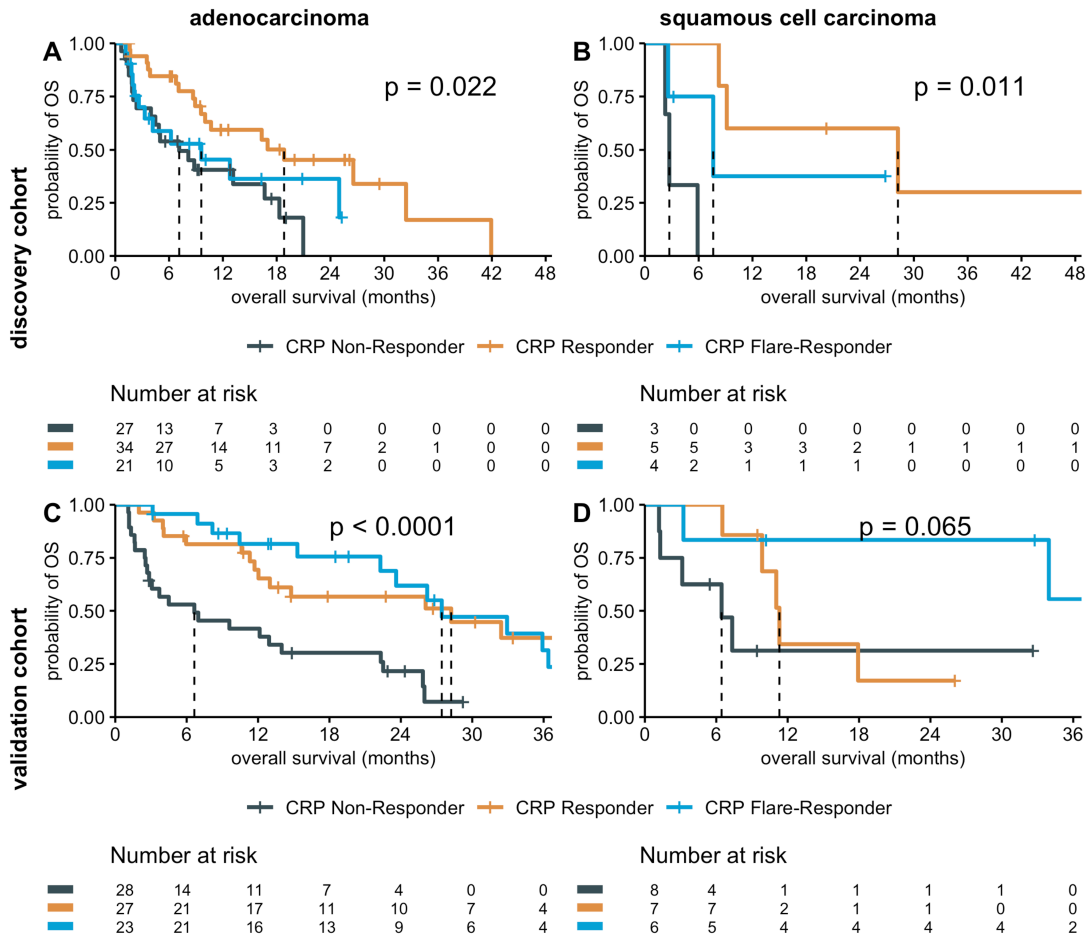 adenocarcinoma
squamous cell carcinoma
discovery cohort
A
probability of OS
1.00
0.75
0.50
0.25
0.00
p = 0.022
0 6 12 18 24 30 36 42 48
overall survival (months)
B
probability of OS
1.00
0.75
0.50
0.25
0.00
p = 0.011
0 6 12 18 24 30 36 42 48
overall survival (months)
CRP Non-Responder CRP Responder CRP Flare-Responder
Number at risk
27 13 7 3 0 0 0 0 0
34 27 14 11 7 2 1 0 0
21 10 5 3 2 0 0 0 0
Number at risk
3 0 0 0 0 0 0 0 0
5 5 3 3 2 1 1 1 1
4 2 1 1 1 0 0 0 0
validation cohort
C
probability of OS
1.00
0.75
0.50
0.25
0.00
p < 0.0001
0 6 12 18 24 30 36
overall survival (months)
D
probability of OS
1.00
0.75
0.50
0.25
0.00
p = 0.065
0 6 12 18 24 30 36
overall survival (months)
CRP Non-Responder CRP Responder CRP Flare-Responder
Number at risk
28 14 11 7 4 0 0
27 21 17 11 10 7 4
23 21 16 13 9 6 4
Number at risk
8 4 1 1 1 1 0
7 7 2 1 1 0 0
6 5 4 4 4 4 2